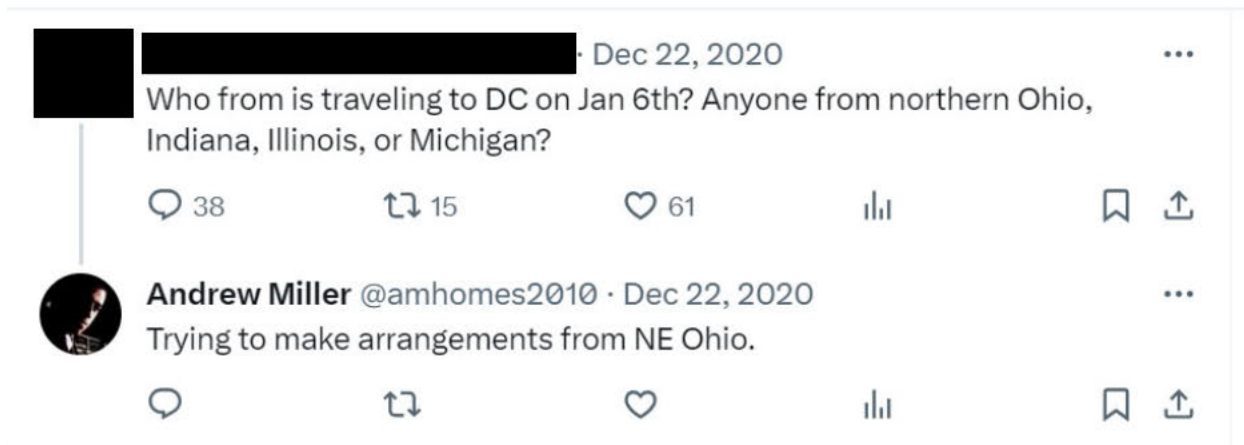 · Dec 22, 2020
Who from is traveling to DC on Jan 6th? Anyone from northern Ohio,
Indiana, Illinois, or Michigan?
38 15 61
Andrew Miller @amhomes2010 · Dec 22, 2020
Trying to make arrangements from NE Ohio.